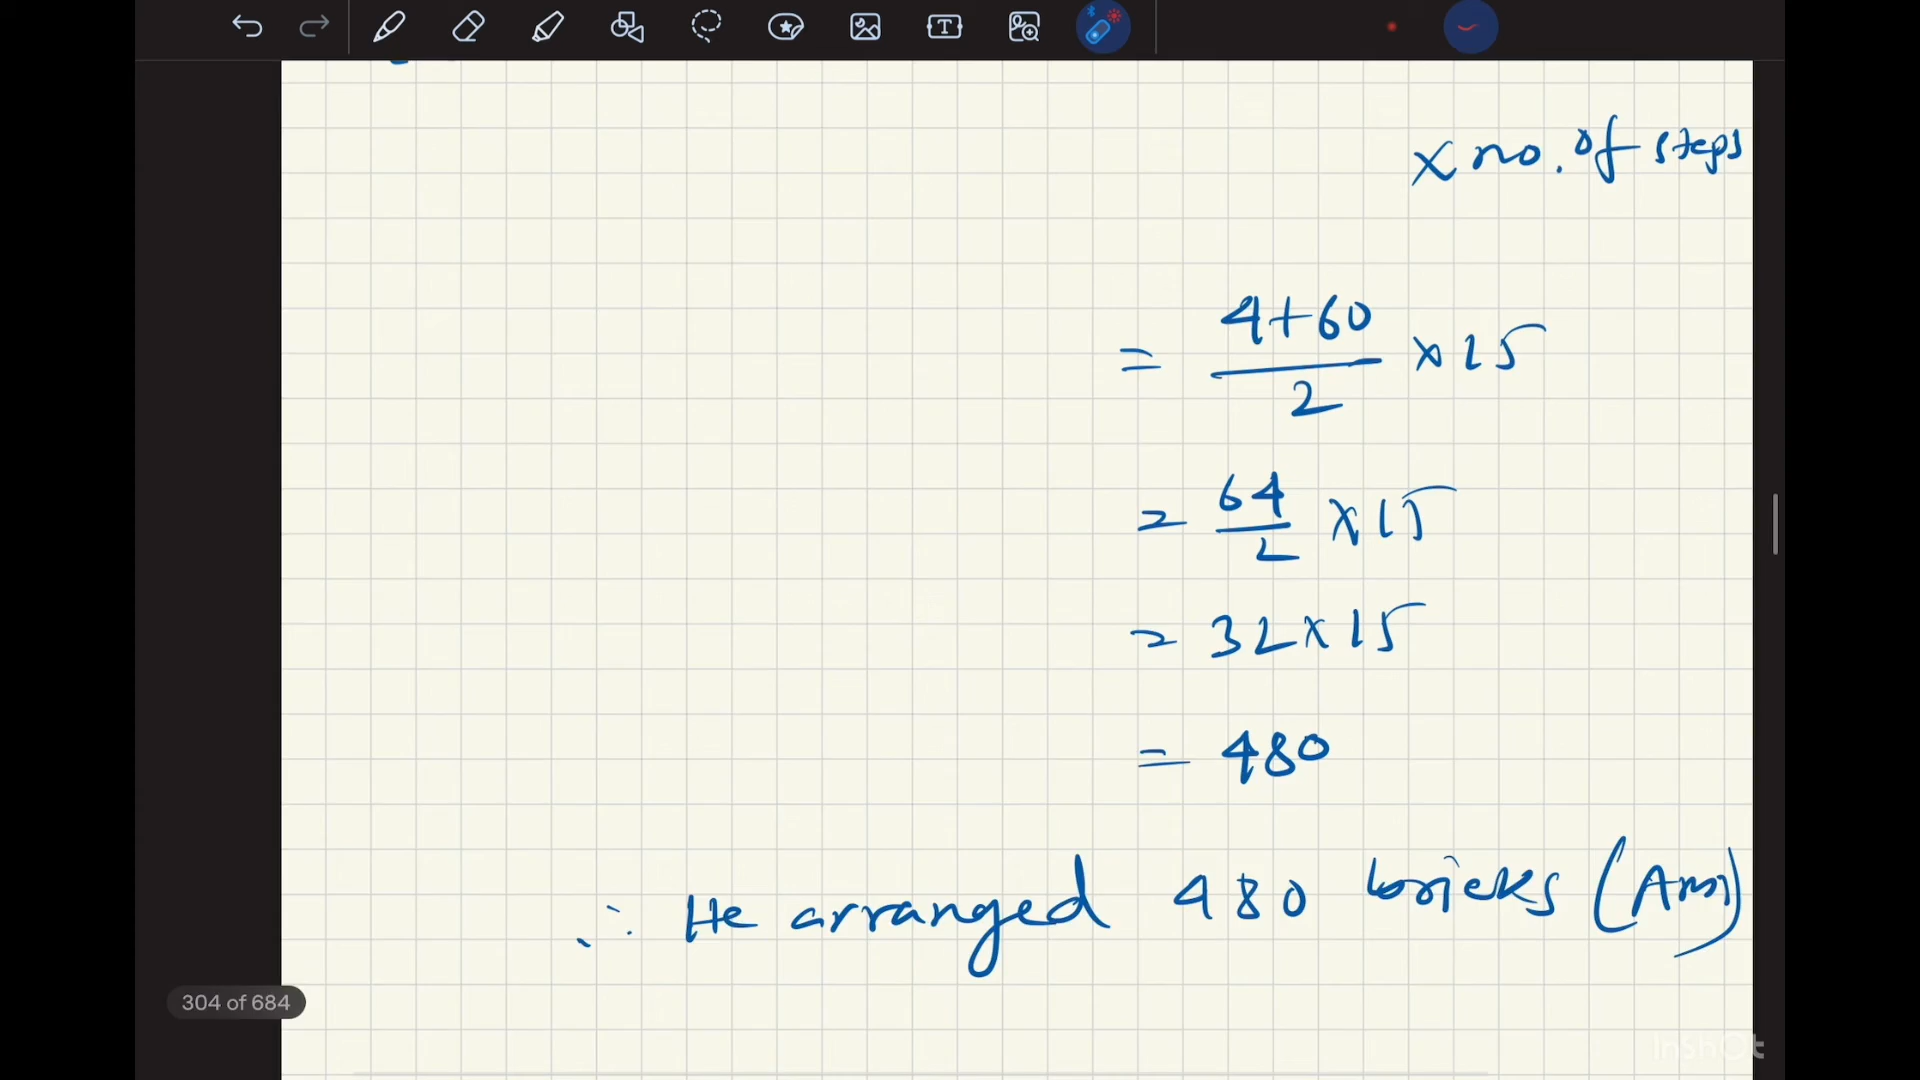 x no. of steps
= 4+60/2 x 15
= 64/2 x 15
= 32 x 15
= 480
∴ He arranged 480 bricks (Ans)
304 of 684
InShOt